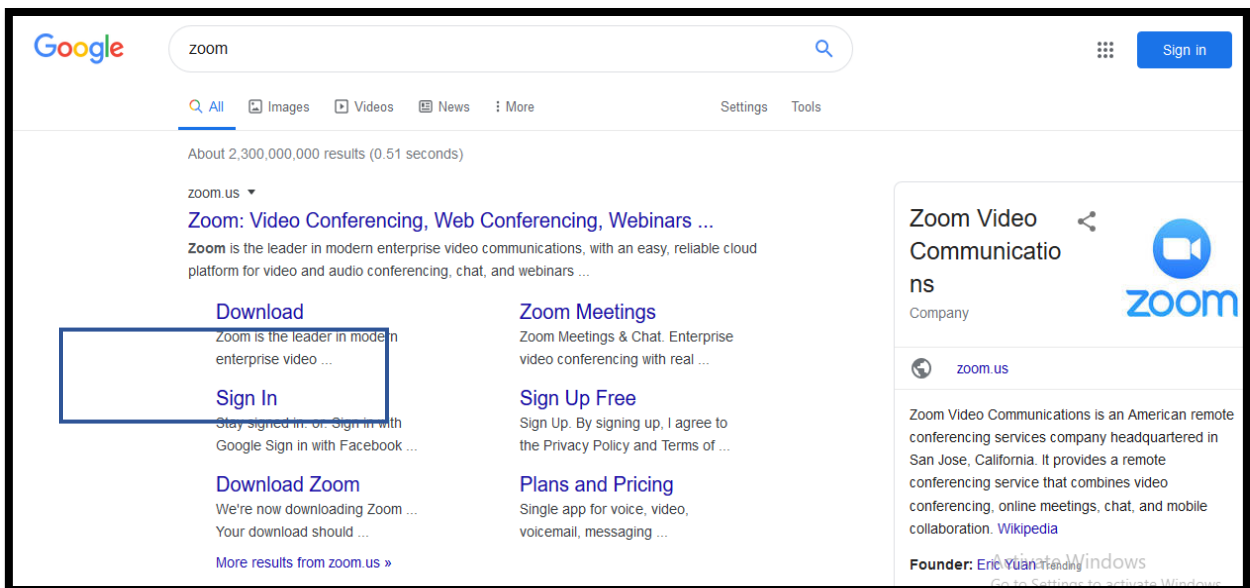 Google
zoom
Sign in
All Images Videos News More Settings Tools
About 2,300,000,000 results (0.51 seconds)
zoom.us
Zoom: Video Conferencing, Web Conferencing, Webinars ...
Zoom is the leader in modern enterprise video communications, with an easy, reliable cloud
platform for video and audio conferencing, chat, and webinars ...
Download
Zoom is the leader in modern
enterprise video ...
Zoom Meetings
Zoom Meetings & Chat. Enterprise
video conferencing with real ...
Sign In
Stay signed in. or. Sign in with
Google Sign in with Facebook ...
Sign Up Free
Sign Up. By signing up, I agree to
the Privacy Policy and Terms of ...
Download Zoom
We're now downloading Zoom ...
Your download should ...
Plans and Pricing
Single app for voice, video,
voicemail, messaging ...
More results from zoom.us »
Zoom Video
Communicatio
ns
Company
zoom
zoom.us
Zoom Video Communications is an American remote
conferencing services company headquartered in
San Jose, California. It provides a remote
conferencing service that combines video
conferencing, online meetings, chat, and mobile
collaboration. Wikipedia
Founder: Eric Yuan Trending
Activate Windows
Go to Settings to activate Windows.